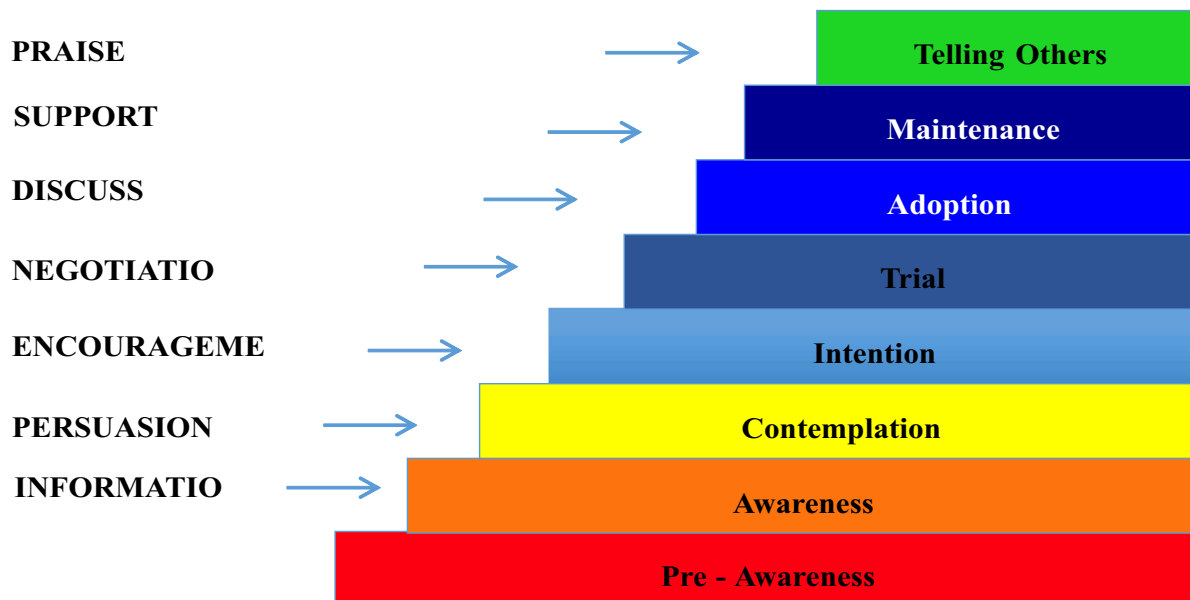 PRAISE Telling Others
SUPPORT Maintenance
DISCUSS Adoption
NEGOTIATIO Trial
ENCOURAGEME Intention
PERSUASION Contemplation
INFORMATIO Awareness
Pre - Awareness